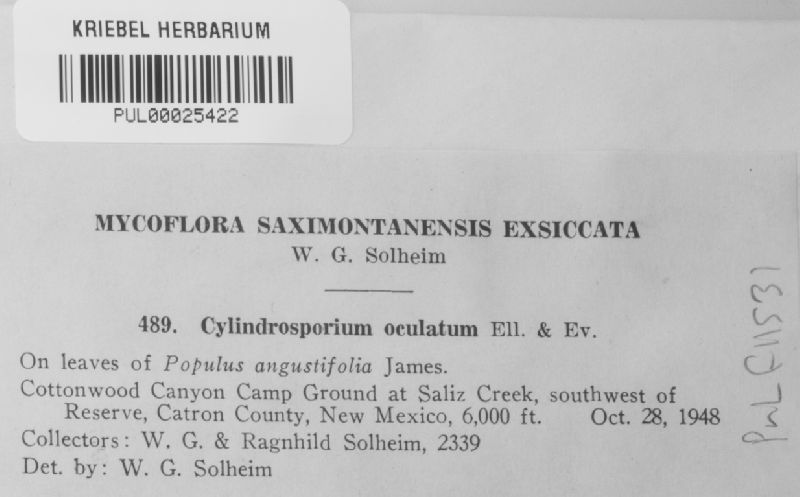 KRIEBEL HERBARIUM
PUL00025422
MYCOFLORA SAXIMONTANENSIS EXSICCATA
W. G. Solheim
489. Cylindrosporium oculatum Ell. & Ev.
On leaves of Populus angustifolia James.
Cottonwood Canyon Camp Ground at Saliz Creek, southwest of
Reserve, Catron County, New Mexico, 6,000 ft. Oct. 28, 1948
Collectors: W. G. & Ragnhild Solheim, 2339
Det. by: W. G. Solheim
PUL F11531